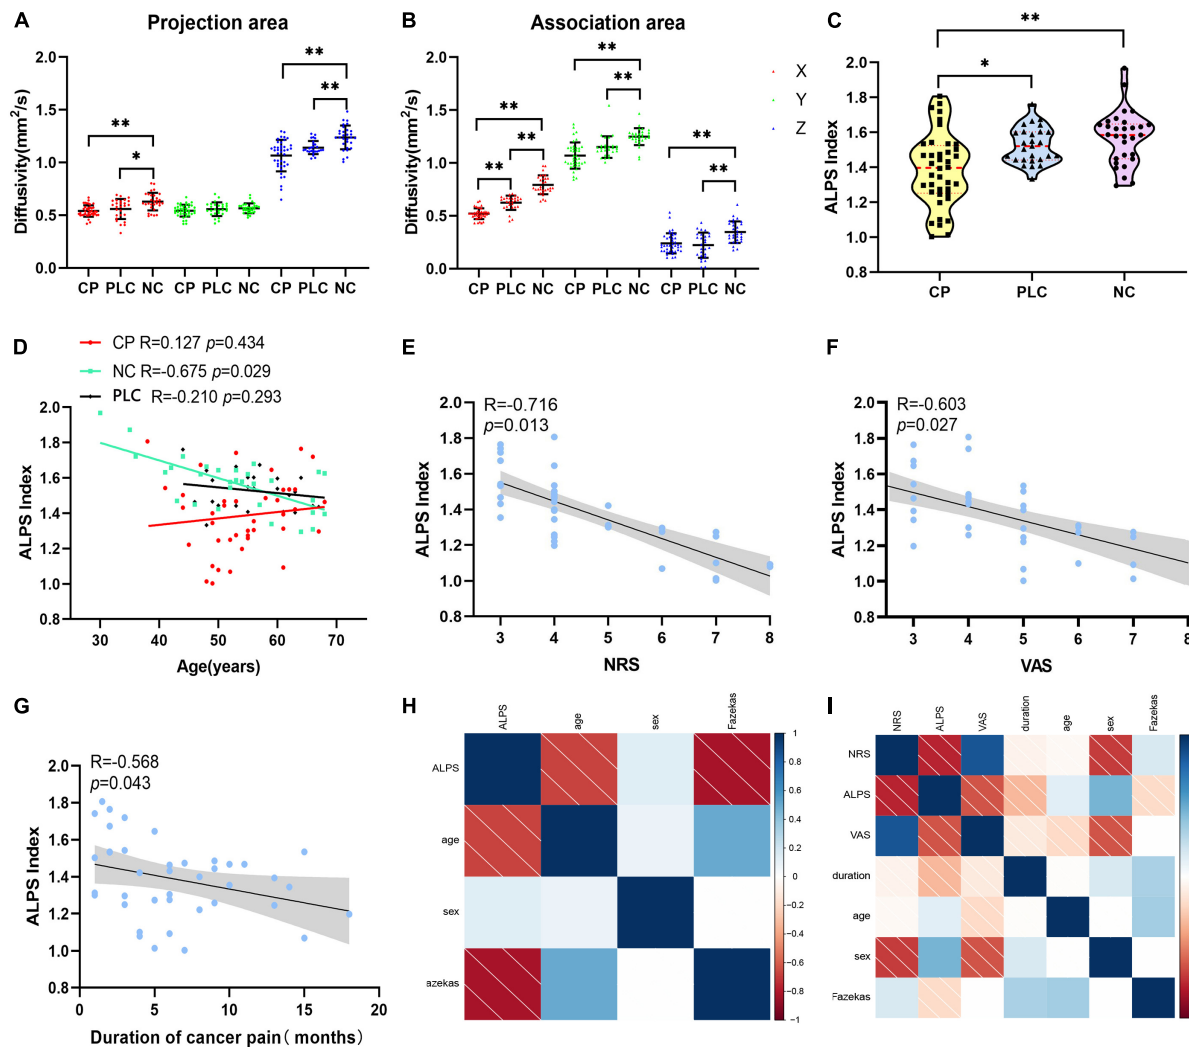 A
Projection area
Diffusivity(mm²/s)
2.0
1.5
1.0
0.5
0.0
**
**
**
*
CP PLC NC CP PLC NC CP PLC NC
B
Association area
Diffusivity(mm²/s)
2.0
1.5
1.0
0.5
0.0
**
**
**
**
**
**
**
CP PLC NC CP PLC NC CP PLC NC
X
Y
Z
C
ALPS Index
2.0
1.8
1.6
1.4
1.2
1.0
0.8
**
*
CP PLC NC
D
CP R=0.127 p=0.434
NC R=-0.675 p=0.029
PLC R=-0.210 p=0.293
ALPS Index
2.0
1.8
1.6
1.4
1.2
1.0
0.8
30 40 50 60 70
Age(years)
E
R=-0.716
p=0.013
ALPS Index
2.0
1.8
1.6
1.4
1.2
1.0
0.8
3 4 5 6 7 8
NRS
F
R=-0.603
p=0.027
ALPS Index
2.0
1.8
1.6
1.4
1.2
1.0
0.8
3 4 5 6 7 8
VAS
G
R=-0.568
p=0.043
ALPS Index
2.0
1.8
1.6
1.4
1.2
1.0
0.8
0 5 10 15 20
Duration of cancer pain( months)
H
ALPS age sex Fazekas
ALPS
age
sex
azekas
1
0.8
0.6
0.4
0.2
0
-0.2
-0.4
-0.6
-0.8
-1
I
NRS ALPS VAS duration age sex Fazekas
NRS
ALPS
VAS
duration
age
sex
Fazekas